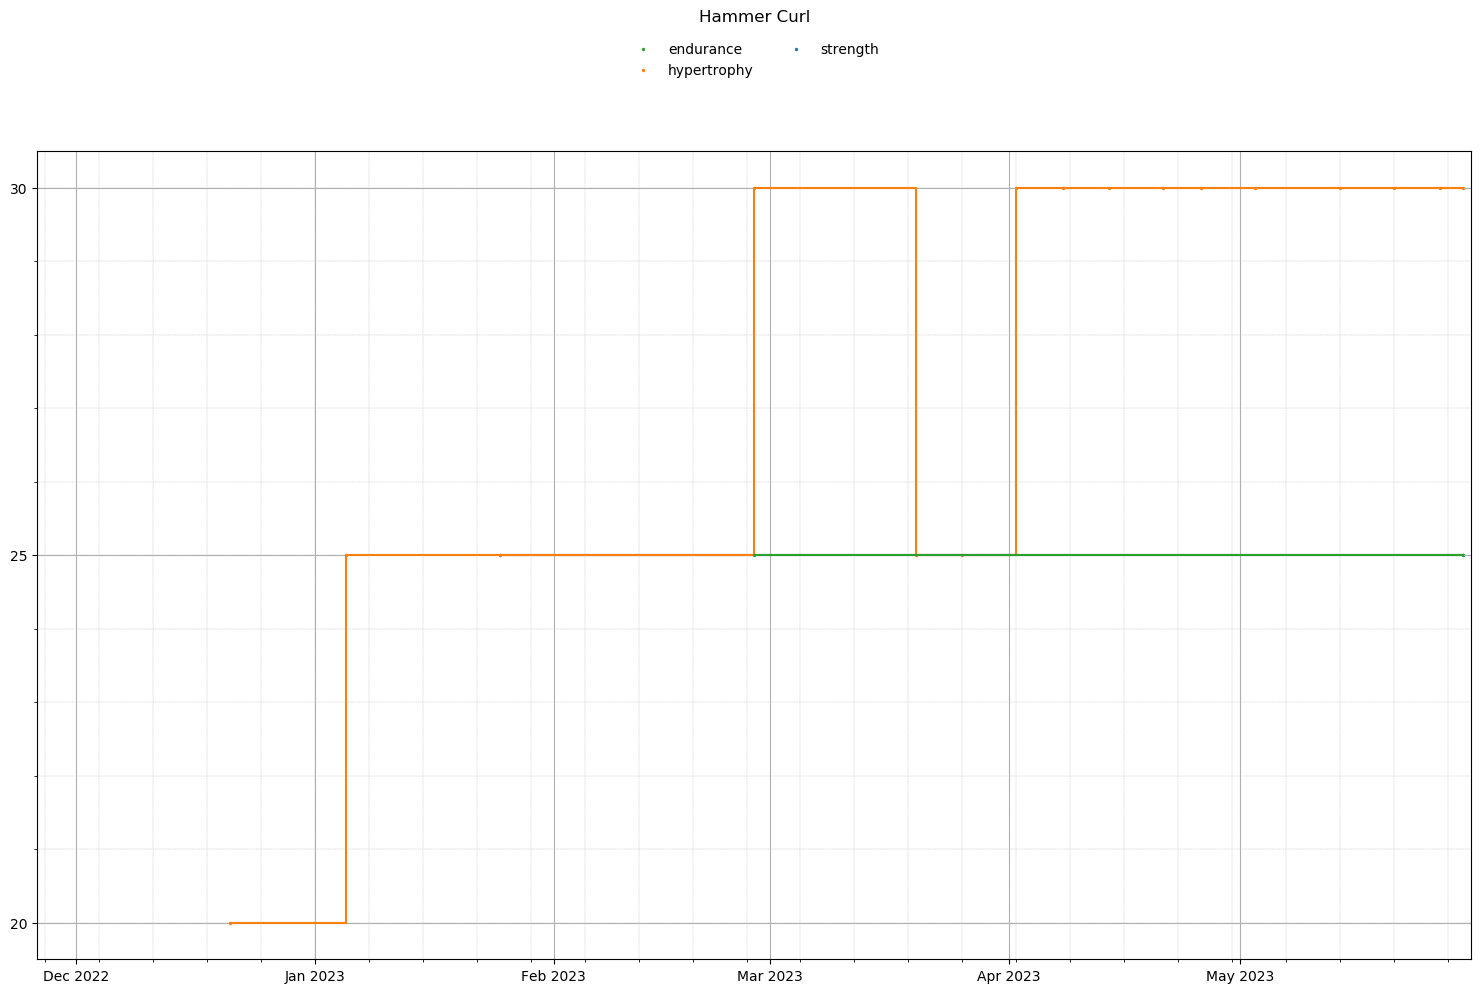 Hammer Curl
endurance
strength
hypertrophy
30
25
20
Dec 2022
Jan 2023
Feb 2023
Mar 2023
Apr 2023
May 2023